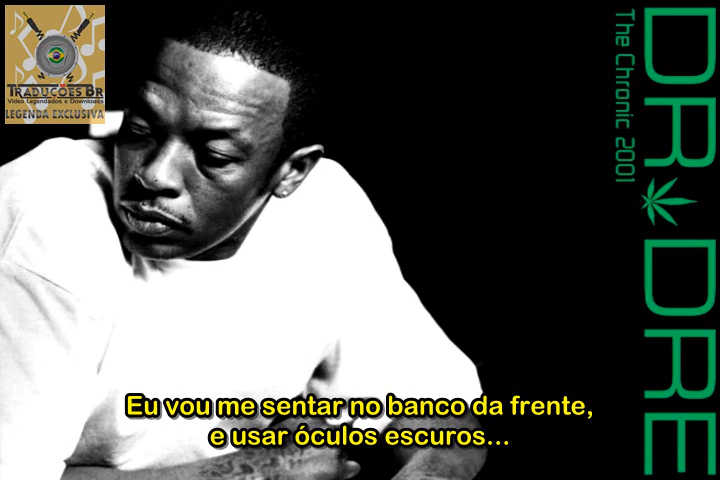 TRADUÇÕES BR
Vídeo Legendados e Downloads
LEGENDA EXCLUSIVA
DR DRE
The Chronic 2001
Eu vou me sentar no banco da frente,
e usar óculos escuros...